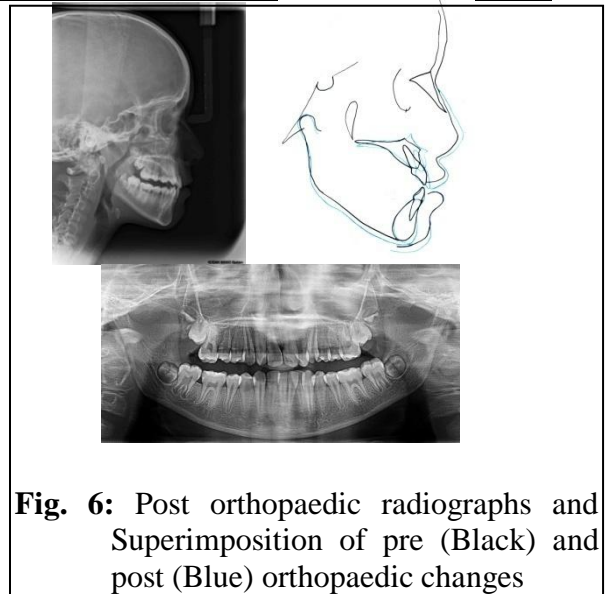 Fig. 6: Post orthopaedic radiographs and
Superimposition of pre (Black) and
post (Blue) orthopaedic changes